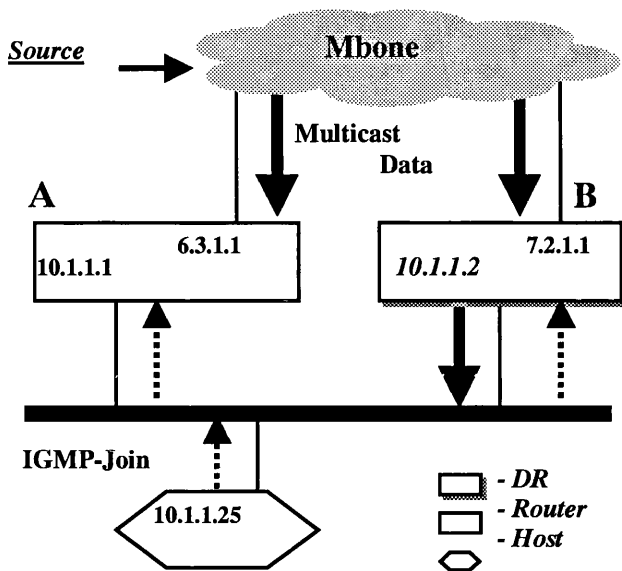 Source
Mbone
Multicast
Data
A
B
6.3.1.1
10.1.1.1
7.2.1.1
10.1.1.2
IGMP-Join
10.1.1.25
- DR
- Router
- Host